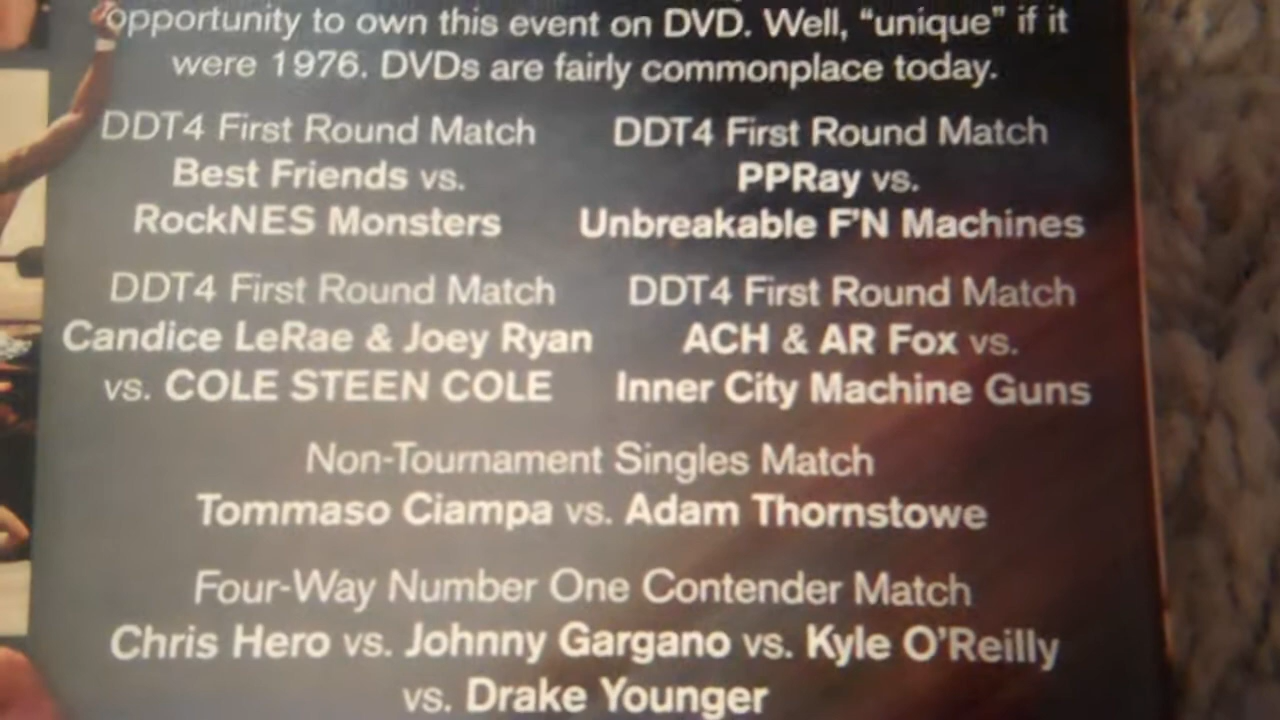 opportunity to own this event on DVD. Well, “unique” if it
were 1976. DVDs are fairly commonplace today.
DDT4 First Round Match
Best Friends vs.
RockNES Monsters
DDT4 First Round Match
PPRay vs.
Unbreakable F’N Machines
DDT4 First Round Match
Candice LeRae & Joey Ryan
vs. COLE STEEN COLE
DDT4 First Round Match
ACH & AR Fox vs.
Inner City Machine Guns
Non-Tournament Singles Match
Tommaso Ciampa vs. Adam Thornstowe
Four-Way Number One Contender Match
Chris Hero vs. Johnny Gargano vs. Kyle O’Reilly
vs. Drake Younger